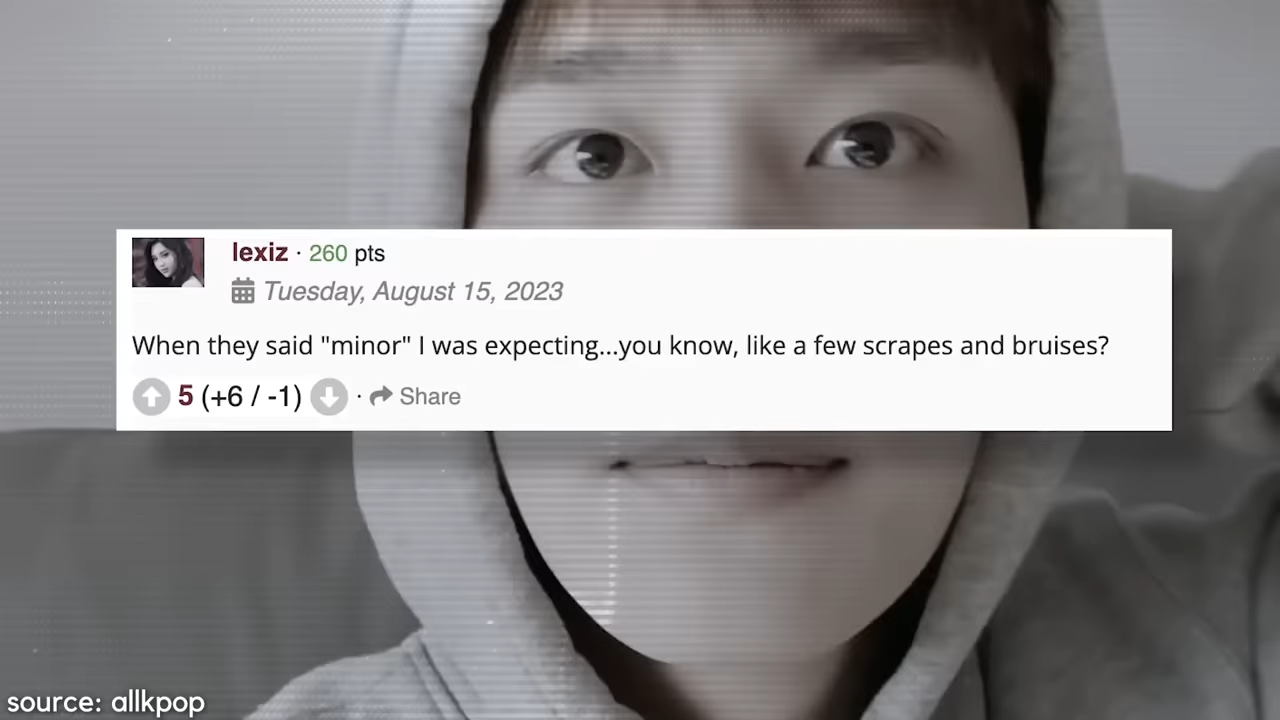 lexiz · 260 pts
Tuesday, August 15, 2023
When they said "minor" I was expecting...you know, like a few scrapes and bruises?
5 (+6 / -1) · Share
source: allkpop